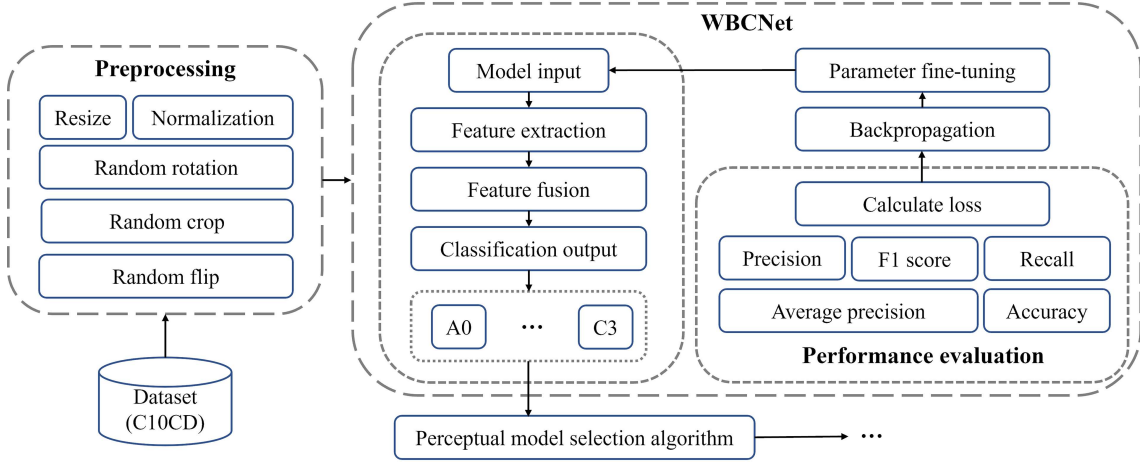 Preprocessing
Resize
Normalization
Random rotation
Random crop
Random flip
Dataset
(C10CD)
WBCNet
Model input
Feature extraction
Feature fusion
Classification output
A0
...
C3
Parameter fine-tuning
Backpropagation
Calculate loss
Precision
F1 score
Recall
Average precision
Accuracy
Performance evaluation
Perceptual model selection algorithm
...